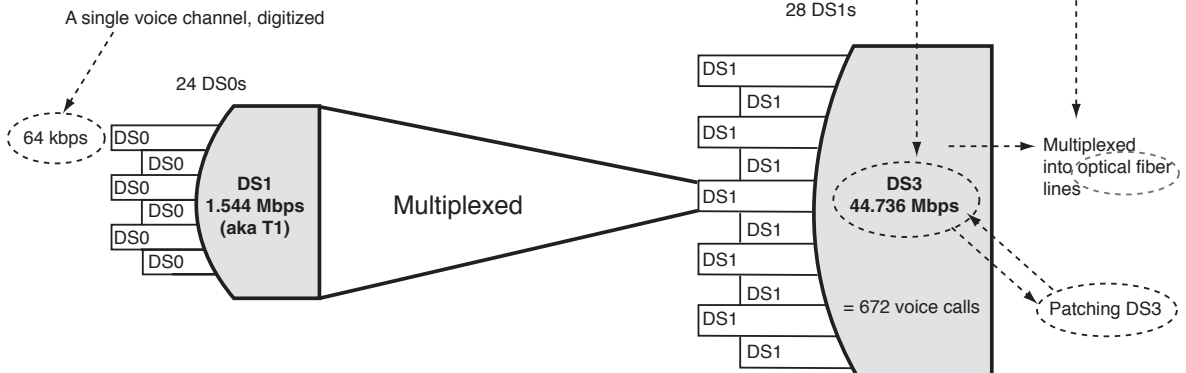 A single voice channel, digitized
28 DS1s
24 DS0s
64 kbps
DS0
DS0
DS0
DS0
DS0
DS0
DS1
1.544 Mbps
(aka T1)
Multiplexed
DS1
DS1
DS1
DS1
DS1
DS1
DS1
DS1
DS1
DS1
DS3
44.736 Mbps
= 672 voice calls
Multiplexed
into optical fiber
lines
Patching DS3